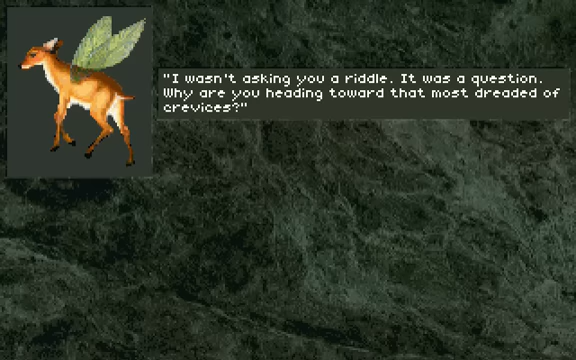 "I wasn't asking you a riddle. It was a question.
Why are you heading toward that most dreaded of
crevices?"